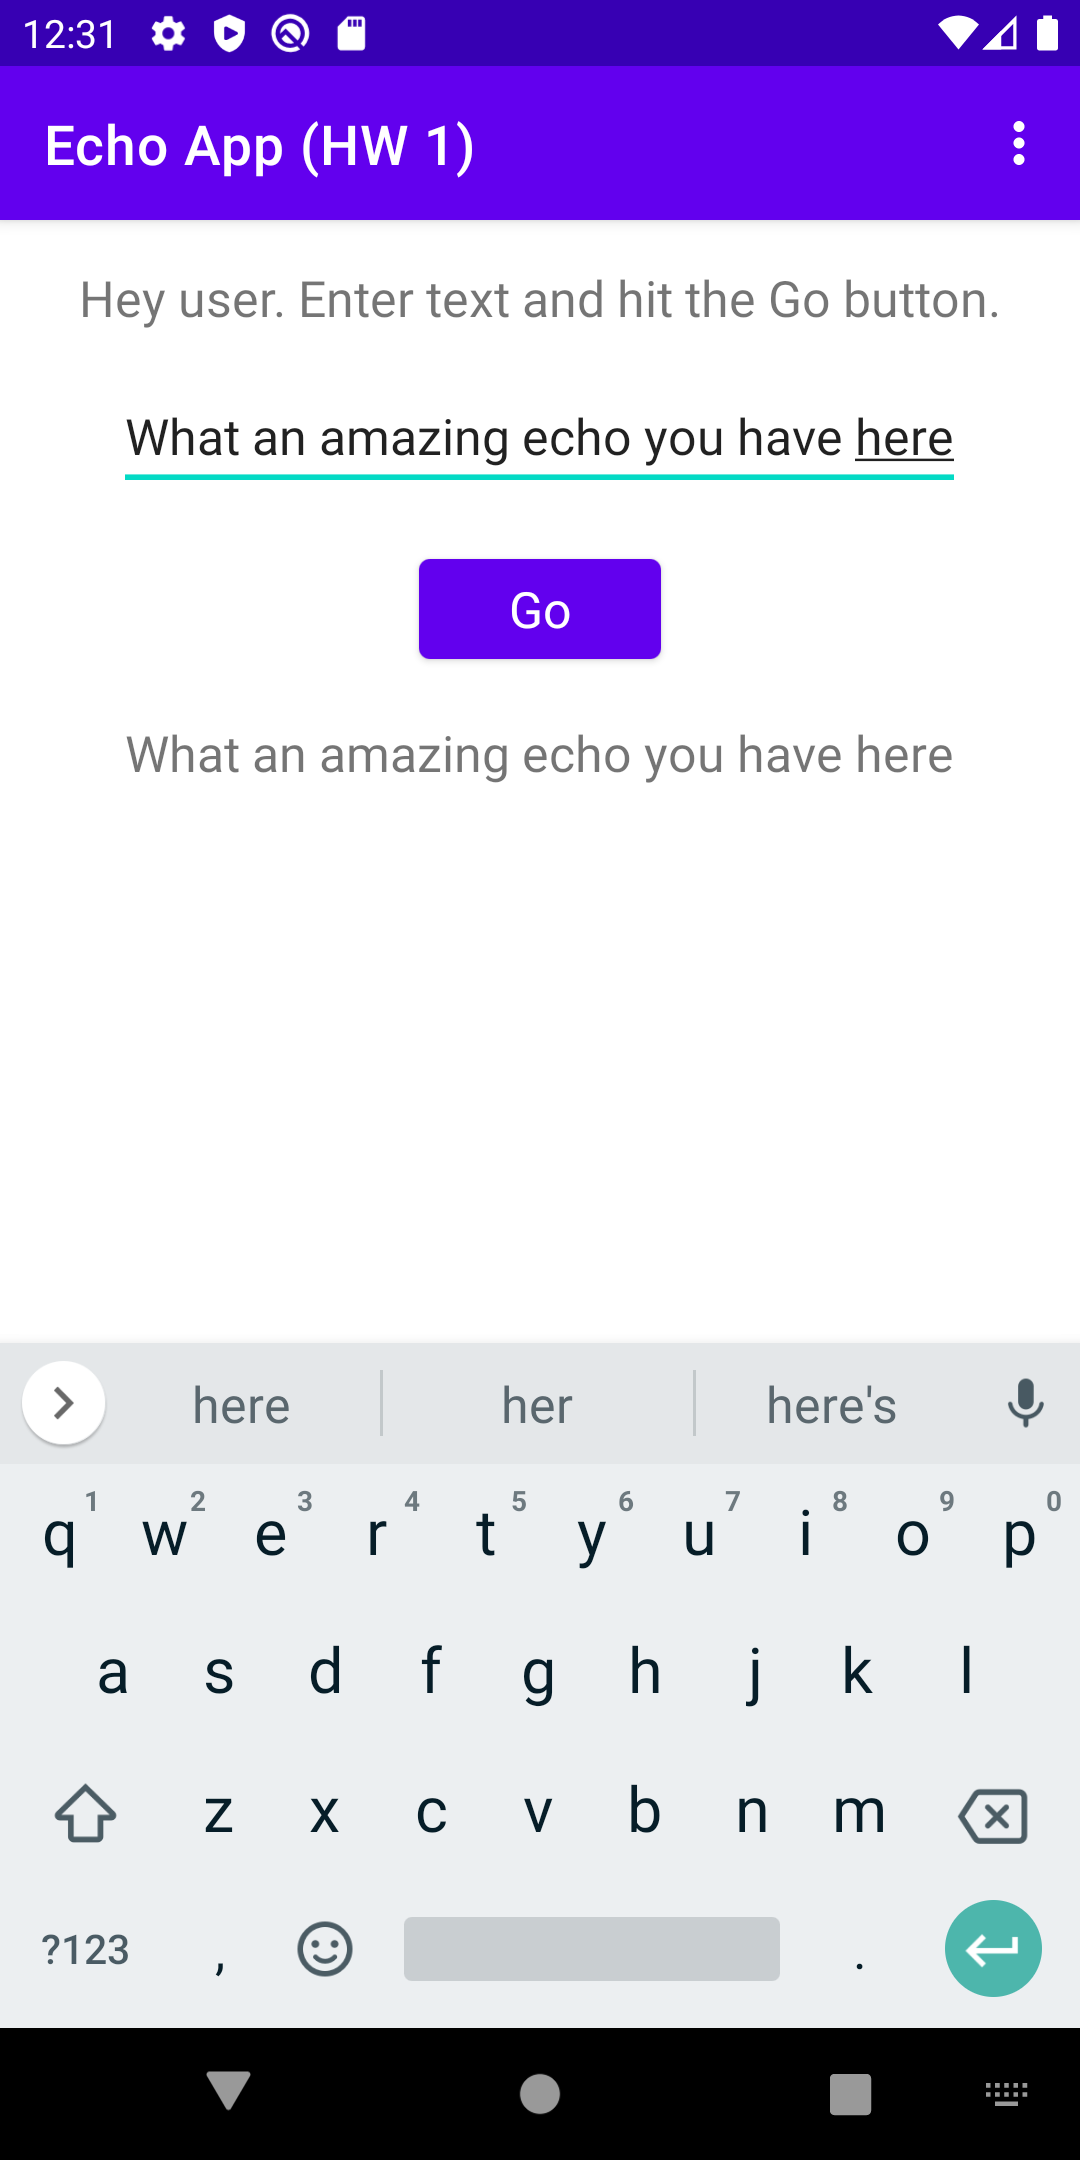 12:31
Echo App (HW 1)
Hey user. Enter text and hit the Go button.
What an amazing echo you have here
Go
What an amazing echo you have here
here her here's
1 2 3 4 5 6 7 8 9 0
q w e r t y u i o p
a s d f g h j k l
z x c v b n m
?123 , .